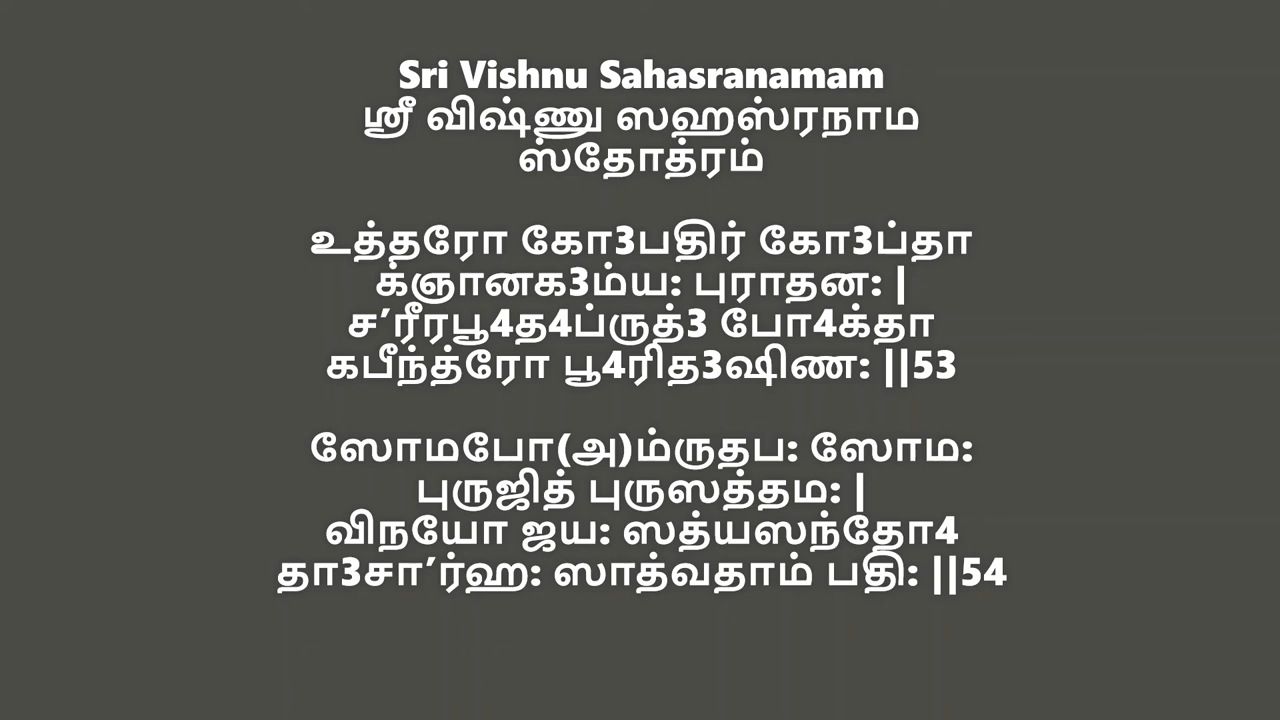 Sri Vishnu Sahasranamam
ஸ்ரீ விஷ்ணு ஸஹஸ்ரநாம
ஸ்தோத்ரம்
உத்தரோ கோ3பதிர் கோ3ப்தா
க்ஞானக3ம்ய: புராதன: |
ச’ரீரபூ4த4ப்ருத்3 போ4க்தா
கபீந்த்ரோ பூ4ரித3ஷிண: ||53
ஸோமபோ(அ)ம்ருதப: ஸோம:
புருஜித் புருஸத்தம: |
விநயோ ஜய: ஸத்யஸந்தோ4
தா3சா’ர்ஹ: ஸாத்வதாம் பதி: ||54